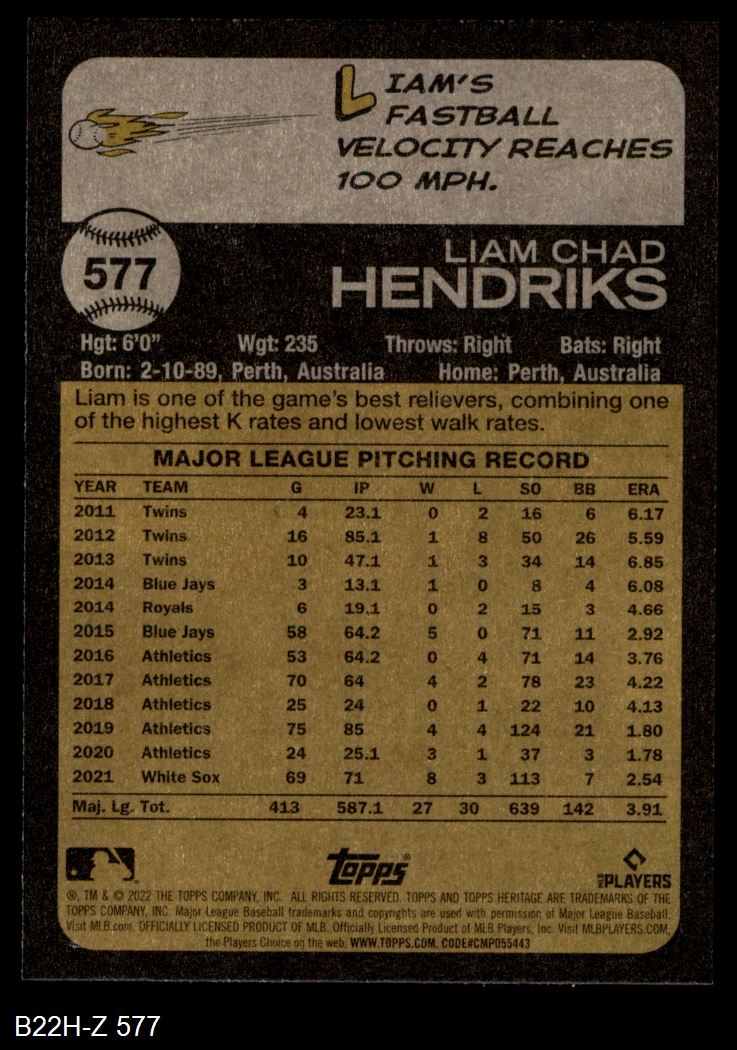 LIAM'S
FASTBALL
VELOCITY REACHES
100 MPH.
577
LIAM CHAD
HENDRIKS
Hgt: 6'0" Wgt: 235 Throws: Right Bats: Right
Born: 2-10-89, Perth, Australia Home: Perth, Australia
Liam is one of the game's best relievers, combining one
of the highest K rates and lowest walk rates.
MAJOR LEAGUE PITCHING RECORD
YEAR TEAM G IP W L SO BB ERA
2011 Twins 4 23.1 0 2 16 6 6.17
2012 Twins 16 85.1 1 8 50 26 5.59
2013 Twins 10 47.1 1 3 34 14 6.85
2014 Blue Jays 3 13.1 1 0 8 4 6.08
2014 Royals 6 19.1 0 2 15 3 4.66
2015 Blue Jays 58 64.2 5 0 71 11 2.92
2016 Athletics 53 64.2 0 4 71 14 3.76
2017 Athletics 70 64 4 2 78 23 4.22
2018 Athletics 25 24 0 1 22 10 4.13
2019 Athletics 75 85 4 4 124 21 1.80
2020 Athletics 24 25.1 3 1 37 3 1.78
2021 White Sox 69 71 8 3 113 7 2.54
Maj. Lg. Tot. 413 587.1 27 30 639 142 3.91
Topps® PLAYERS
®, TM & © 2022 THE TOPPS COMPANY, INC. ALL RIGHTS RESERVED. TOPPS AND TOPPS HERITAGE ARE TRADEMARKS OF THE
TOPPS COMPANY, INC. Major League Baseball trademarks and copyrights are used with permission of Major League Baseball.
Visit MLB.com. OFFICIALLY LICENSED PRODUCT OF MLB. Officially Licensed Product of MLB Players, Inc. Visit MLBPLAYERS.COM,
the Players Choice on the web. WWW.TOPPS.COM. CODE#CMP055443
B22H-Z 577